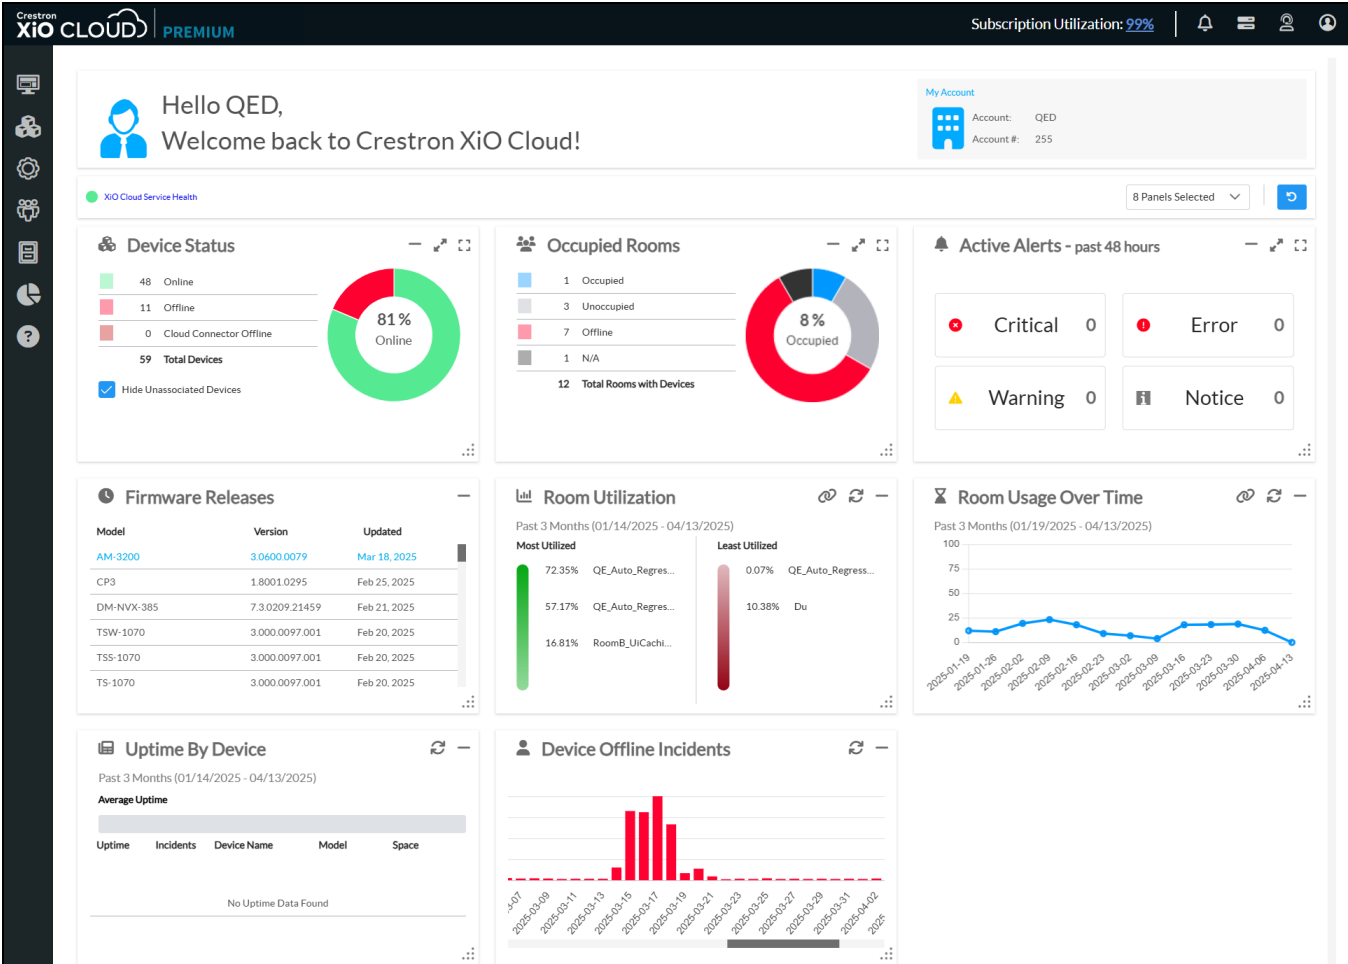 Crestron
XiO CLOUD PREMIUM
Subscription Utilization: 99%
Hello QED,
Welcome back to Crestron XiO Cloud!
My Account
Account: QED
Account #: 255
XiO Cloud Service Health
8 Panels Selected
Device Status
48 Online
11 Offline
0 Cloud Connector Offline
59 Total Devices
Hide Unassociated Devices
81 %
Online
Occupied Rooms
1 Occupied
3 Unoccupied
7 Offline
1 N/A
12 Total Rooms with Devices
8 %
Occupied
Active Alerts - past 48 hours
Critical 0
Error 0
Warning 0
Notice 0
Firmware Releases
Model Version Updated
AM-3200 3.0600.0079 Mar 18, 2025
CP3 1.8001.0295 Feb 25, 2025
DM-NVX-385 7.3.0209.21459 Feb 21, 2025
TSW-1070 3.000.0097.001 Feb 20, 2025
TSS-1070 3.000.0097.001 Feb 20, 2025
TS-1070 3.000.0097.001 Feb 20, 2025
Room Utilization
Past 3 Months (01/14/2025 - 04/13/2025)
Most Utilized
72.35% QE_Auto_Regres...
57.17% QE_Auto_Regres...
16.81% RoomB_UiCachi...
Least Utilized
0.07% QE_Auto_Regress...
10.38% Du
Room Usage Over Time
Past 3 Months (01/19/2025 - 04/13/2025)
100
75
50
25
0
2025-01-19
2025-01-26
2025-02-02
2025-02-09
2025-02-16
2025-02-23
2025-03-02
2025-03-09
2025-03-16
2025-03-23
2025-03-30
2025-04-06
2025-04-13
Uptime By Device
Past 3 Months (01/14/2025 - 04/13/2025)
Average Uptime
Uptime Incidents Device Name Model Space
No Uptime Data Found
Device Offline Incidents
3-07
2025-03-09
2025-03-11
2025-03-13
2025-03-15
2025-03-17
2025-03-19
2025-03-21
2025-03-23
2025-03-25
2025-03-27
2025-03-29
2025-03-31
2025-04-02
2025